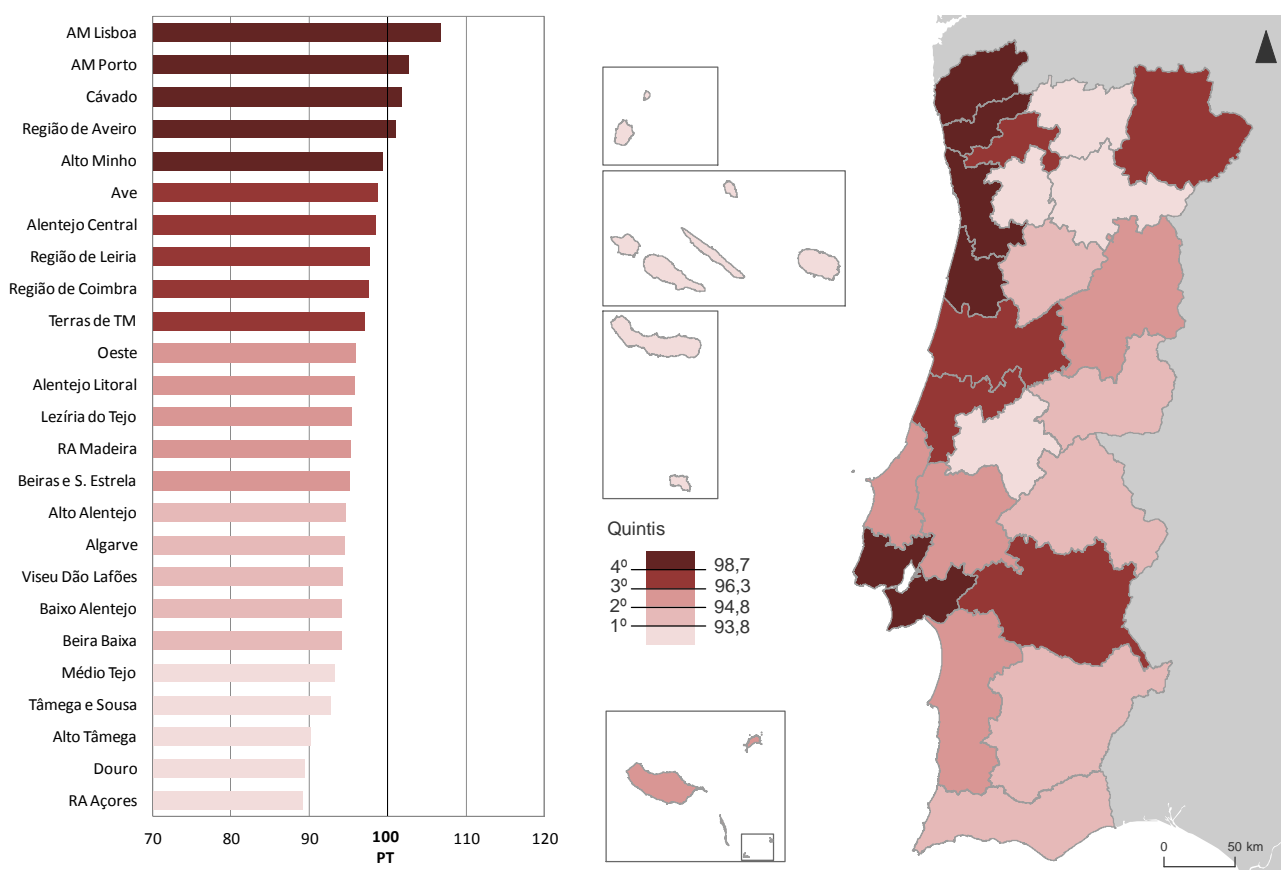 AM Lisboa
AM Porto
Cávado
Região de Aveiro
Alto Minho
Ave
Alentejo Central
Região de Leiria
Região de Coimbra
Terras de TM
Oeste
Alentejo Litoral
Lezíria do Tejo
RA Madeira
Beiras e S. Estrela
Alto Alentejo
Algarve
Viseu Dão Lafões
Baixo Alentejo
Beira Baixa
Médio Tejo
Tâmega e Sousa
Alto Tâmega
Douro
RA Açores
70 80 90 100 110 120
PT
Quintis
4º 98,7
3º 96,3
2º 94,8
1º 93,8
0 50 km